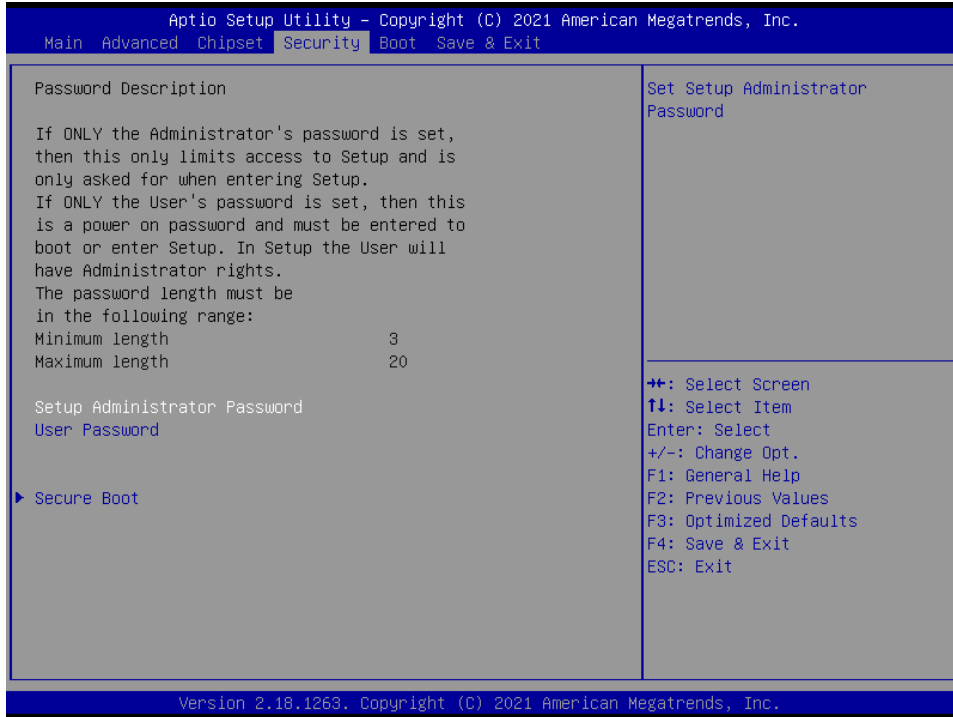 Aptio Setup Utility – Copyright (C) 2021 American Megatrends, Inc.
Main Advanced Chipset Security Boot Save & Exit
Password Description
If ONLY the Administrator's password is set,
then this only limits access to Setup and is
only asked for when entering Setup.
If ONLY the User's password is set, then this
is a power on password and must be entered to
boot or enter Setup. In Setup the User will
have Administrator rights.
The password length must be
in the following range:
Minimum length 3
Maximum length 20
Setup Administrator Password
User Password
Secure Boot
Set Setup Administrator
Password
→←: Select Screen
↑↓: Select Item
Enter: Select
+/-: Change Opt.
F1: General Help
F2: Previous Values
F3: Optimized Defaults
F4: Save & Exit
ESC: Exit
Version 2.18.1263. Copyright (C) 2021 American Megatrends, Inc.